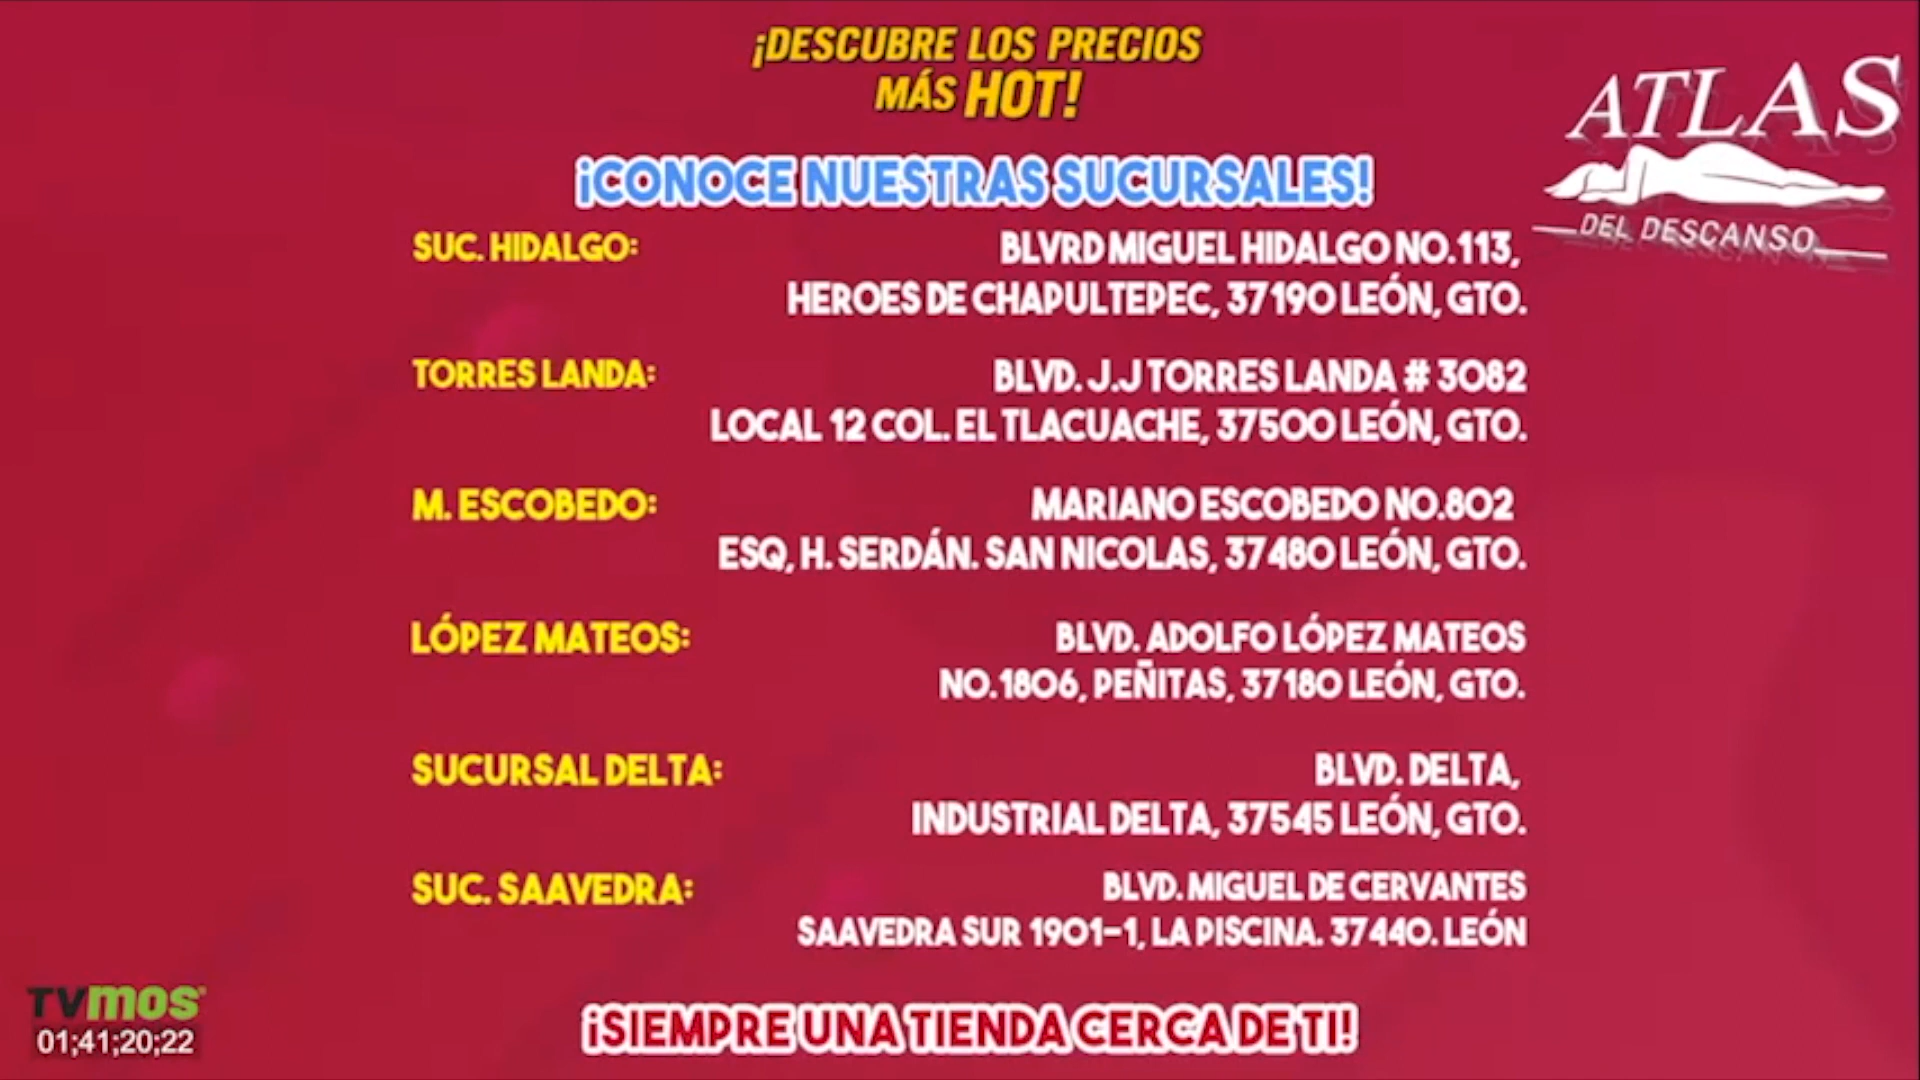 ¡DESCUBRE LOS PRECIOS
MÁS HOT!
ATLAS
DEL DESCANSO
¡CONOCE NUESTRAS SUCURSALES!
SUC. HIDALGO: BLVRD MIGUEL HIDALGO NO.113,
HEROES DE CHAPULTEPEC, 37190 LEÓN, GTO.
TORRES LANDA: BLVD. J.J TORRES LANDA # 3082
LOCAL 12 COL. EL TLACUACHE, 37500 LEÓN, GTO.
M. ESCOBEDO: MARIANO ESCOBEDO NO.802
ESQ, H. SERDÁN. SAN NICOLAS, 37480 LEÓN, GTO.
LÓPEZ MATEOS: BLVD. ADOLFO LÓPEZ MATEOS
NO.1806, PEÑITAS, 37180 LEÓN, GTO.
SUCURSAL DELTA: BLVD. DELTA,
INDUSTRIAL DELTA, 37545 LEÓN, GTO.
SUC. SAAVEDRA: BLVD. MIGUEL DE CERVANTES
SAAVEDRA SUR 1901-1, LA PISCINA. 37440. LEÓN
¡SIEMPRE UNA TIENDA CERCA DE TI!
TVmos
01;41;20;22